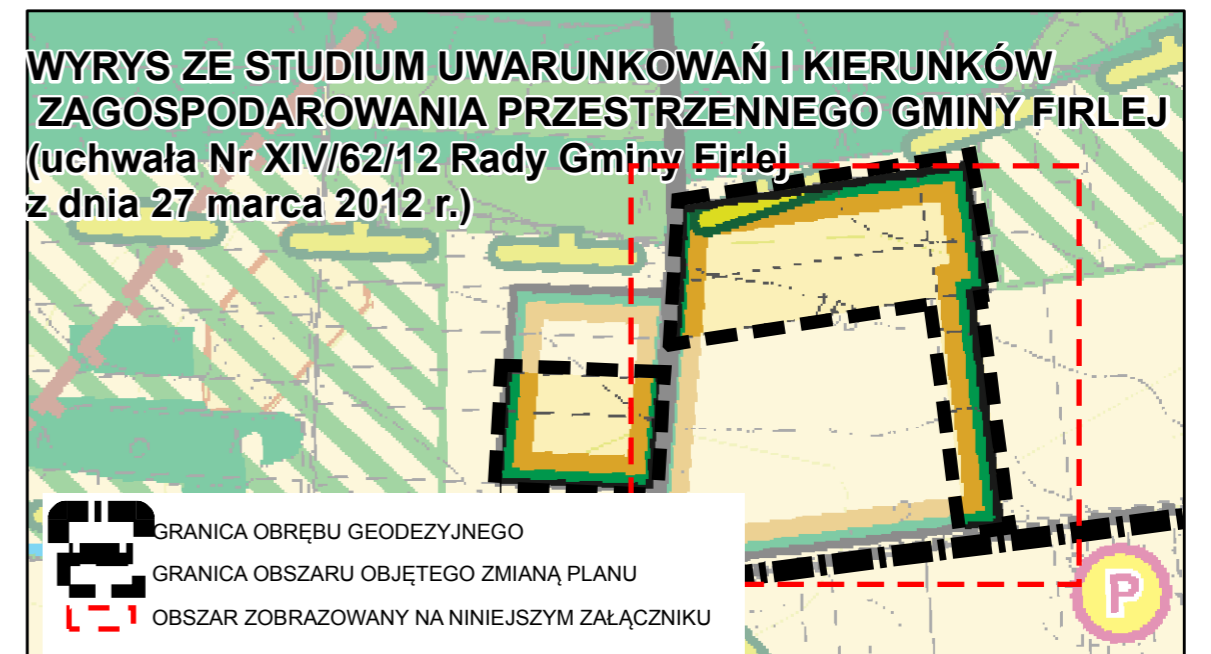 WYRYS ZE STUDIUM UWARUNKOWAŃ I KIERUNKÓW
ZAGOSPODAROWANIA PRZESTRZENNEGO GMINY FIRLEJ
(uchwała Nr XIV/62/12 Rady Gminy Firlej
z dnia 27 marca 2012 r.)
GRANICA OBRĘBU GEODEZYJNEGO
GRANICA OBSZARU OBJĘTEGO ZMIANĄ PLANU
OBSZAR ZOBRAZOWANY NA NINIEJSZYM ZAŁĄCZNIKU
P